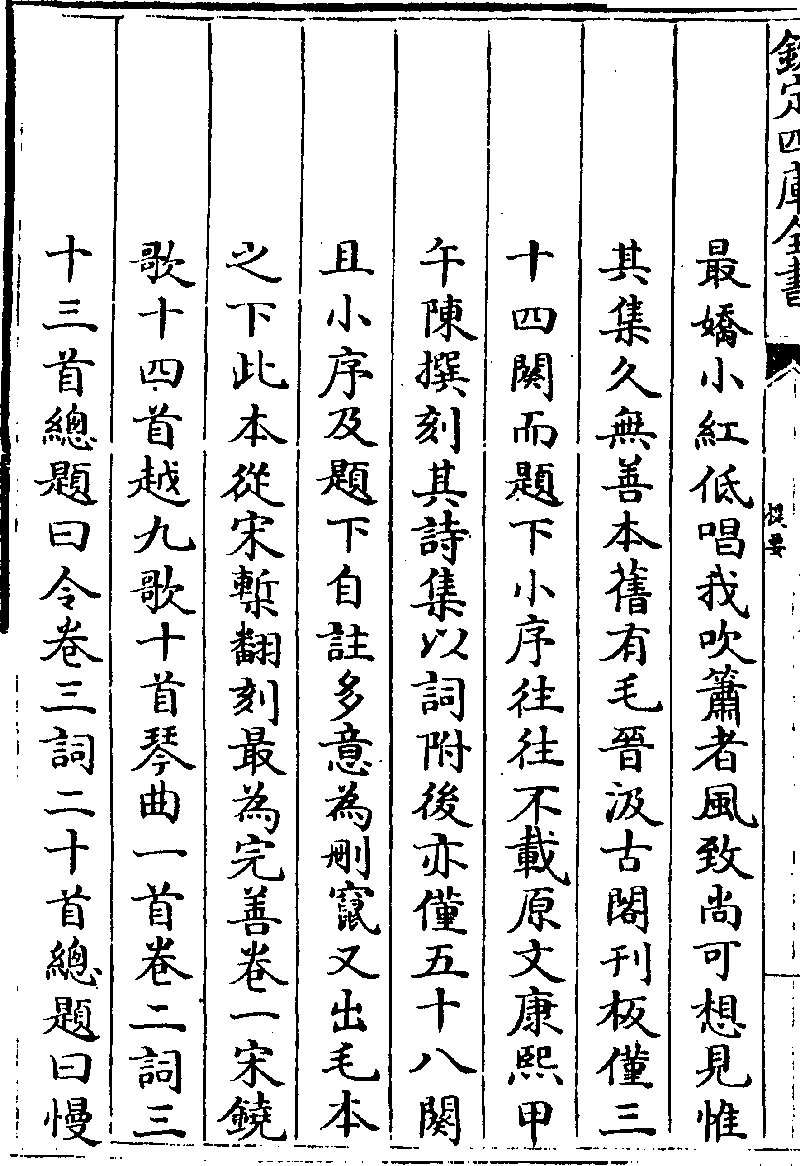 欽定四庫全書
提要
最嬌小紅低唱我吹簫者風致尚可想見惟
其集久無善本舊有毛晉汲古閣刊板僅三
十四闋而題下小序往往不載原文康熙甲
午陳撰刻其詩集以詞附後亦僅五十八闋
且小序及題下自註多意為刪竄又出毛本
之下此本從宋槧翻刻最為完善卷一宋鐃
歌十四首越九歌十首琴曲一首卷二詞三
十三首總題曰令卷三詞二十首總題曰慢